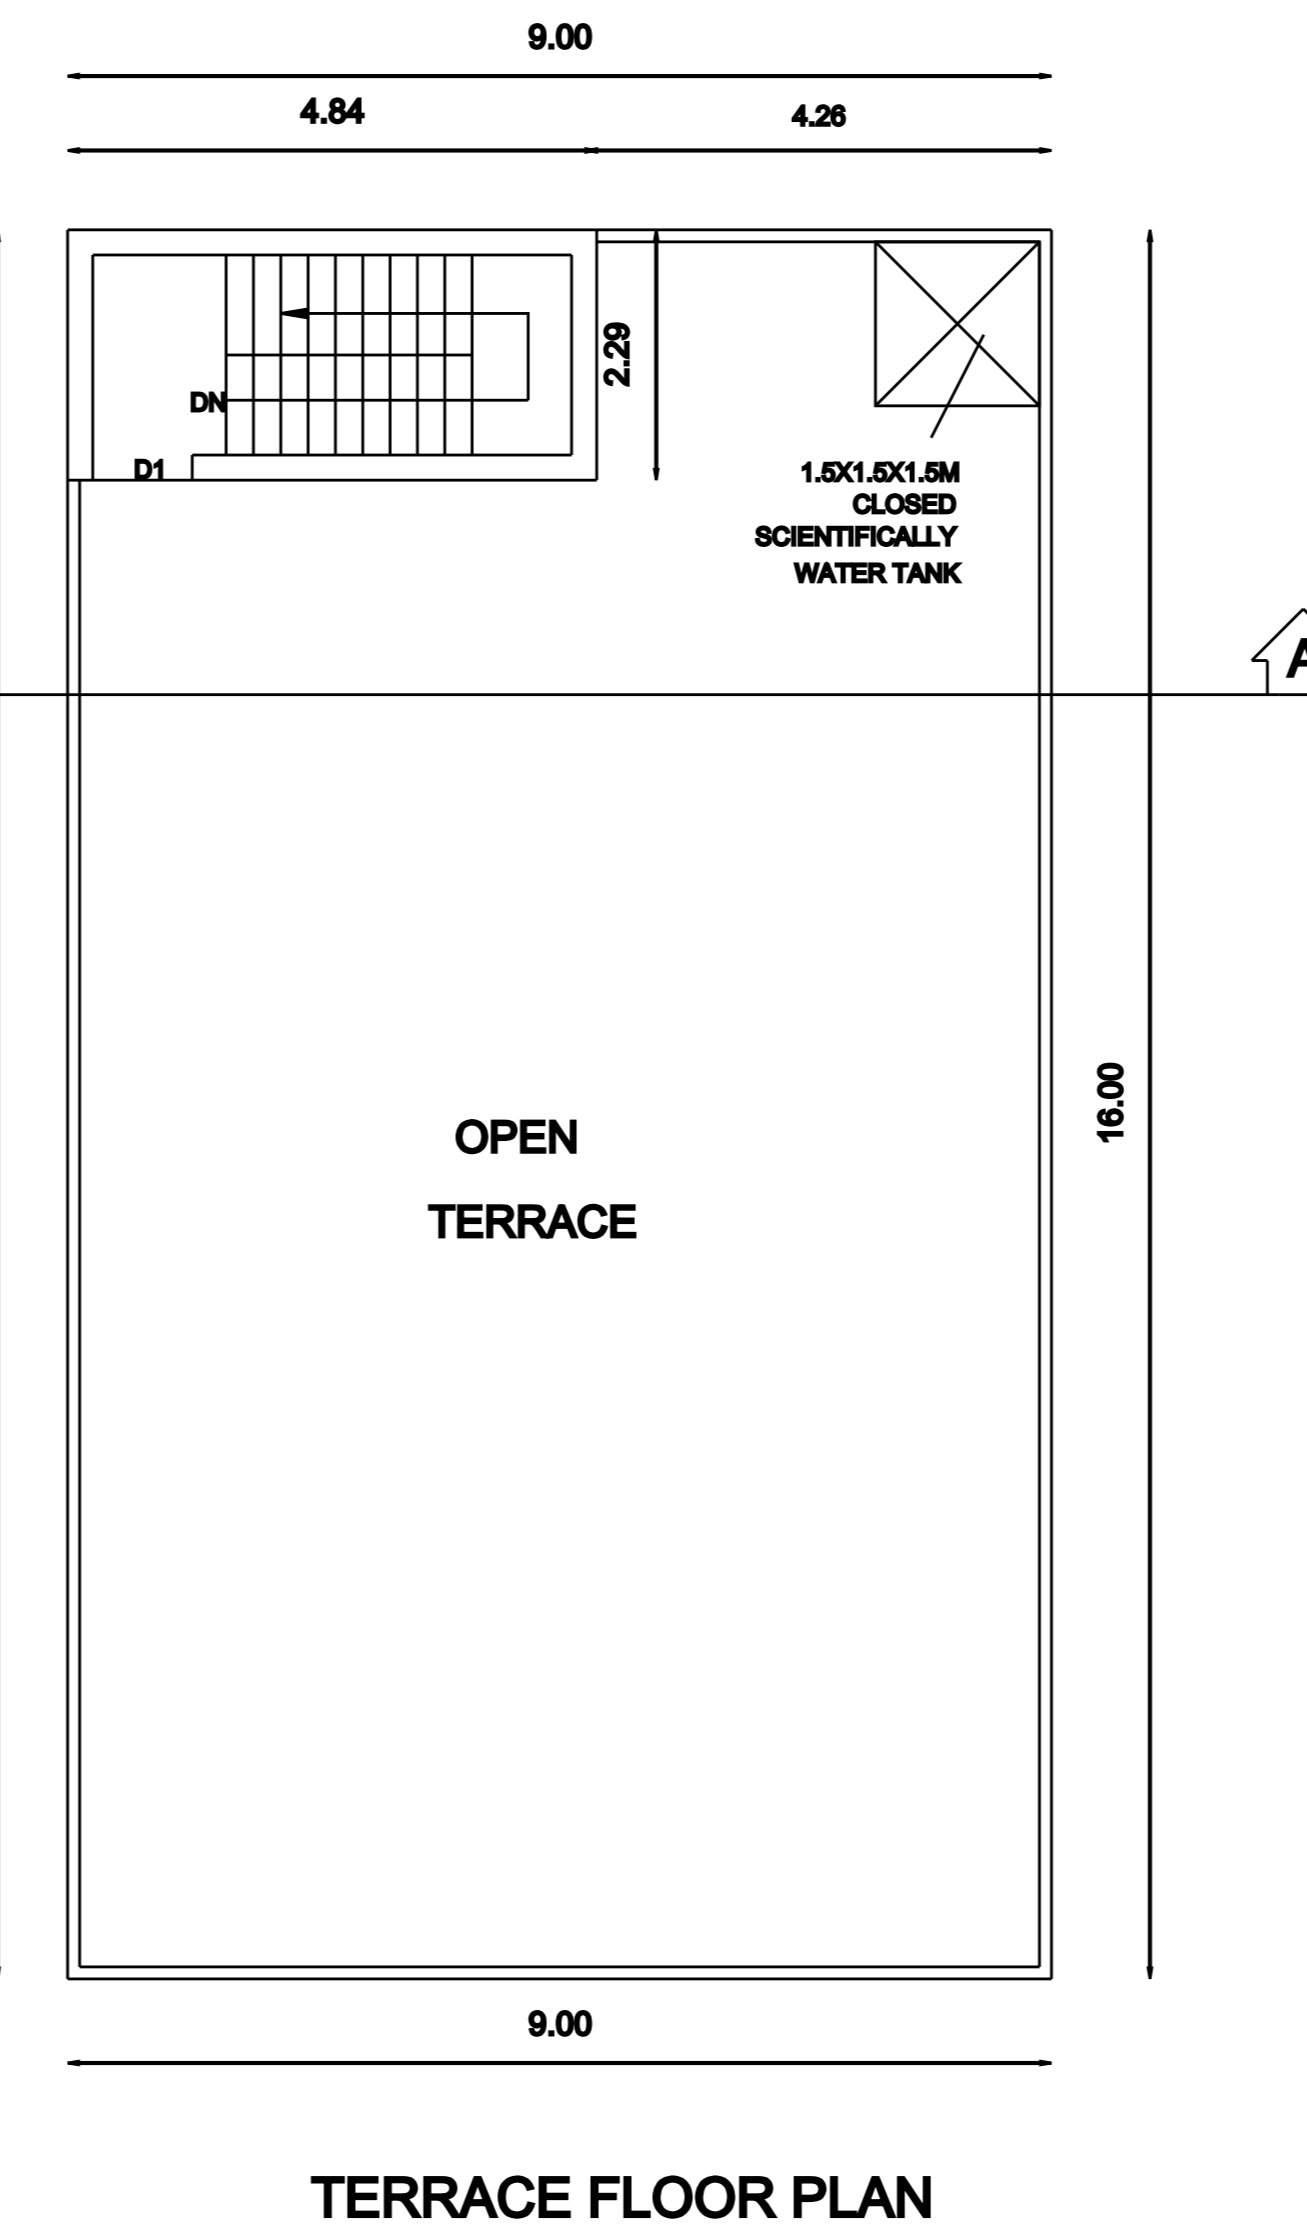 9.00
4.84
4.26
2.29
DN
D1
1.5X1.5X1.5M
CLOSED
SCIENTIFICALLY
WATER TANK
A
OPEN
TERRACE
16.00
9.00
TERRACE FLOOR PLAN